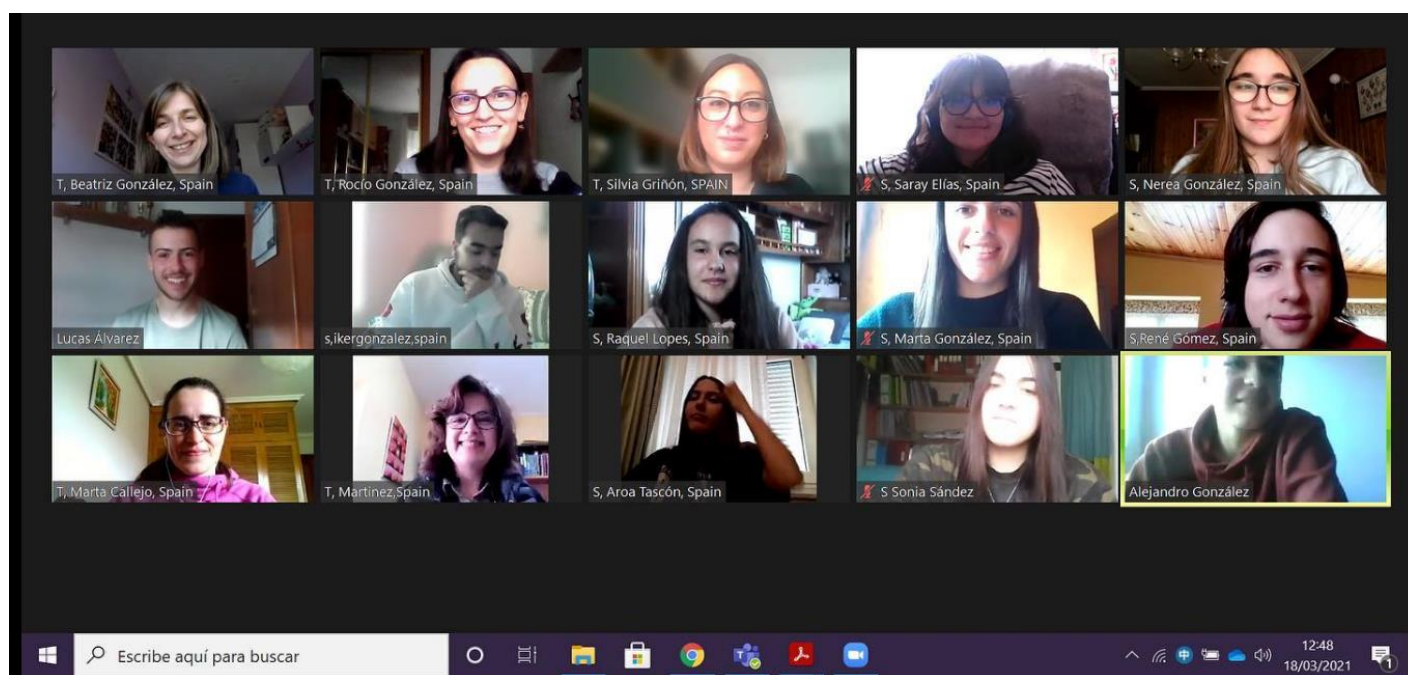 T, Beatriz González, Spain
T, Rocío González, Spain
T, Silvia Griñón, SPAIN
S, Saray Elías, Spain
S, Nerea González, Spain
Lucas Álvarez
s,ikergonzalez,spain
S, Raquel Lopes, Spain
S, Marta González, Spain
S,René Gómez, Spain
T, Marta Callejo, Spain
T, Martinez,Spain
S, Aroa Tascón, Spain
S Sonia Sández
Alejandro González
Escribe aquí para buscar
中
12:48
18/03/2021
1